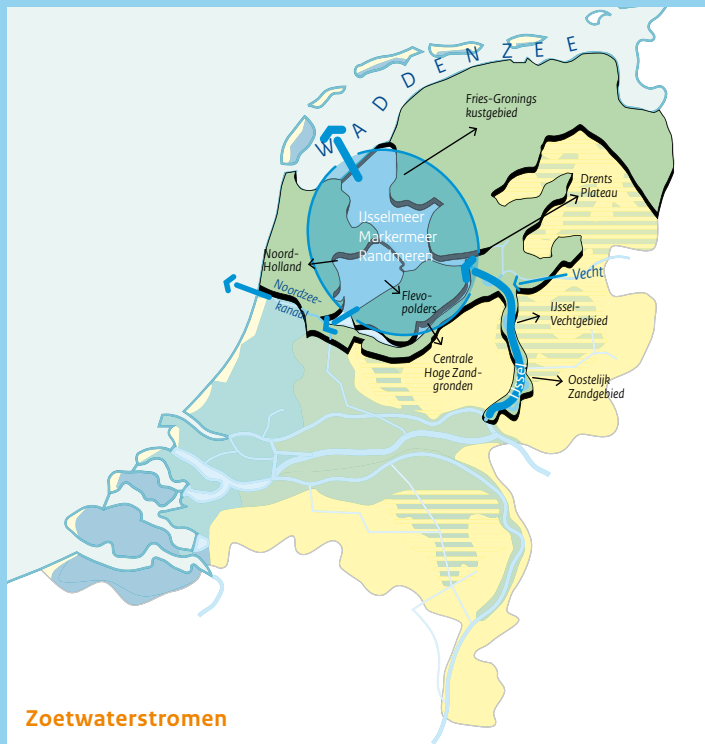 WADDENZEE
Fries-Gronings
kustgebied
Drents
Plateau
IJsselmeer
Markermeer
Randmeren
Noord-
Holland
Noordzee-
kanaal
Flevo-
polders
Vecht
IJssel-
Vechtgebied
Centrale
Hoge Zand-
gronden
IJssel
Oostelijk
Zandgebied
Zoetwaterstromen